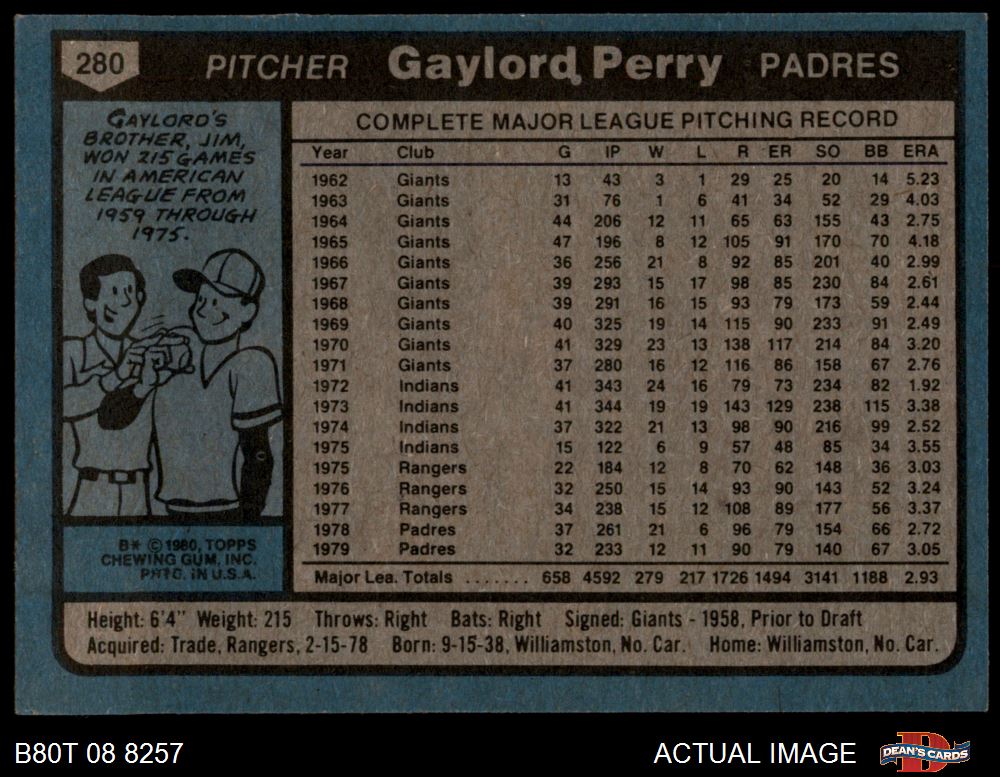 280 PITCHER Gaylord Perry PADRES
GAYLORD'S
BROTHER, JIM,
WON 215 GAMES
IN AMERICAN
LEAGUE FROM
1959 THROUGH
1975.
B* © 1980, TOPPS
CHEWING GUM, INC.
PRTD. IN U.S.A.
COMPLETE MAJOR LEAGUE PITCHING RECORD
Year Club G IP W L R ER SO BB ERA
1962 Giants 13 43 3 1 29 25 20 14 5.23
1963 Giants 31 76 1 6 41 34 52 29 4.03
1964 Giants 44 206 12 11 65 63 155 43 2.75
1965 Giants 47 196 8 12 105 91 170 70 4.18
1966 Giants 36 256 21 8 92 85 201 40 2.99
1967 Giants 39 293 15 17 98 85 230 84 2.61
1968 Giants 39 291 16 15 93 79 173 59 2.44
1969 Giants 40 325 19 14 115 90 233 91 2.49
1970 Giants 41 329 23 13 138 117 214 84 3.20
1971 Giants 37 280 16 12 116 86 158 67 2.76
1972 Indians 41 343 24 16 79 73 234 82 1.92
1973 Indians 41 344 19 19 143 129 238 115 3.38
1974 Indians 37 322 21 13 98 90 216 99 2.52
1975 Indians 15 122 6 9 57 48 85 34 3.55
1975 Rangers 22 184 12 8 70 62 148 36 3.03
1976 Rangers 32 250 15 14 93 90 143 52 3.24
1977 Rangers 34 238 15 12 108 89 177 56 3.37
1978 Padres 37 261 21 6 96 79 154 66 2.72
1979 Padres 32 233 12 11 90 79 140 67 3.05
Major Lea. Totals ....... 658 4592 279 217 1726 1494 3141 1188 2.93
Height: 6'4" Weight: 215 Throws: Right Bats: Right Signed: Giants - 1958, Prior to Draft
Acquired: Trade, Rangers, 2-15-78 Born: 9-15-38, Williamston, No. Car. Home: Williamston, No. Car.
B80T 08 8257 ACTUAL IMAGE DEAN'S CARDS